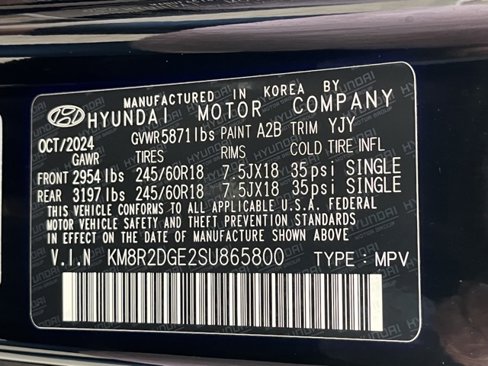 MANUFACTURED IN KOREA BY
HYUNDAI MOTOR COMPANY
OCT/2024 GVWR 5871 lbs PAINT A2B TRIM YJY
GAWR TIRES RIMS COLD TIRE INFL
FRONT 2954 lbs 245/60R18 7.5JX18 35psi SINGLE
REAR 3197 lbs 245/60R18 7.5JX18 35psi SINGLE
THIS VEHICLE CONFORMS TO ALL APPLICABLE U.S.A. FEDERAL
MOTOR VEHICLE SAFETY AND THEFT PREVENTION STANDARDS
IN EFFECT ON THE DATE OF MANUFACTURE SHOWN ABOVE.
V.I.N KM8R2DGE2SU865800 TYPE : MPV